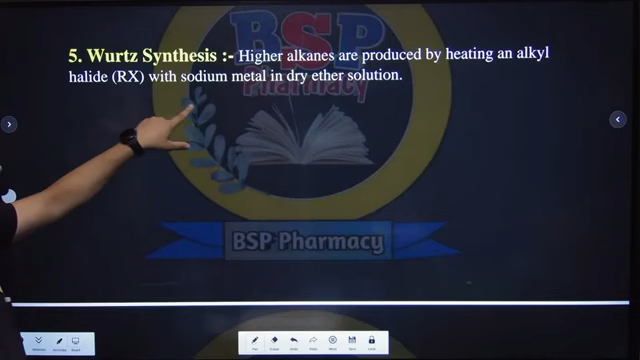 BSP
5. Wurtz Synthesis :- Higher alkanes are produced by heating an alkyl
halide (RX) with sodium metal in dry ether solution.
Pharmacy
BSP Pharmacy